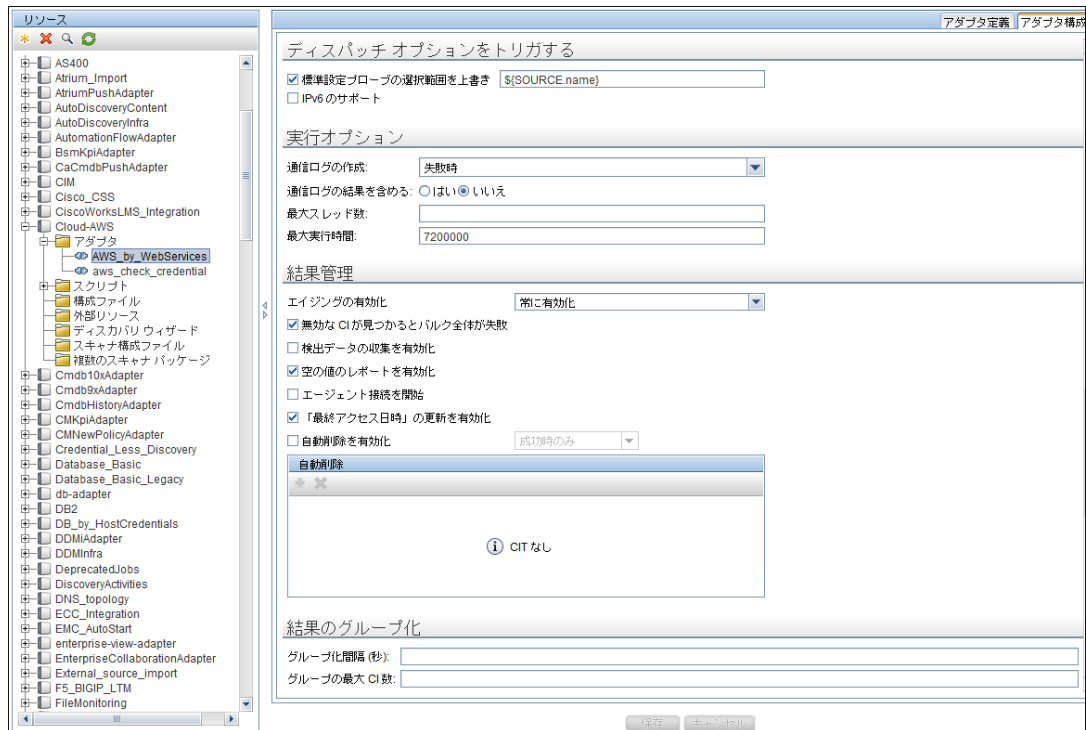 リソース
AS400
Atrium_Import
AtriumPushAdapter
AutoDiscoveryContent
AutoDiscoveryInfra
AutomationFlowAdapter
BsmKpiAdapter
CaCmdbPushAdapter
CIM
Cisco_CSS
CiscoWorksLMS_Integration
Cloud-AWS
アダプタ
AWS_by_WebServices
aws_check_credential
スクリプト
構成ファイル
外部リソース
ディスカバリ ウィザード
スキャナ構成ファイル
複数のスキャナ パッケージ
Cmdb10xAdapter
Cmdb9xAdapter
CmdbHistoryAdapter
CMKpiAdapter
CMNewPolicyAdapter
Credential_Less_Discovery
Database_Basic
Database_Basic_Legacy
db-adapter
DB2
DB_by_HostCredentials
DDMiAdapter
DDMInfra
DeprecatedJobs
DiscoveryActivities
DNS_topology
ECC_Integration
EMC_AutoStart
enterprise-view-adapter
EnterpriseCollaborationAdapter
External_source_import
F5_BIGIP_LTM
FileMonitoring
アダプタ定義 アダプタ構成
ディスパッチ オプションをトリガする
標準設定プローブの選択範囲を上書き ${SOURCE.name}
IPv6 のサポート
実行オプション
通信ログの作成: 失敗時
通信ログの結果を含める: はい いいえ
最大スレッド数:
最大実行時間: 7200000
結果管理
エイジングの有効化 常に有効化
無効な CI が見つかるとバルク全体が失敗
検出データの収集を有効化
空の値のレポートを有効化
エージェント接続を開始
「最終アクセス日時」の更新を有効化
自動削除を有効化 成功時のみ
自動削除
CIT なし
結果のグループ化
グループ化間隔 (秒):
グループの最大 CI 数:
保存 キャンセル